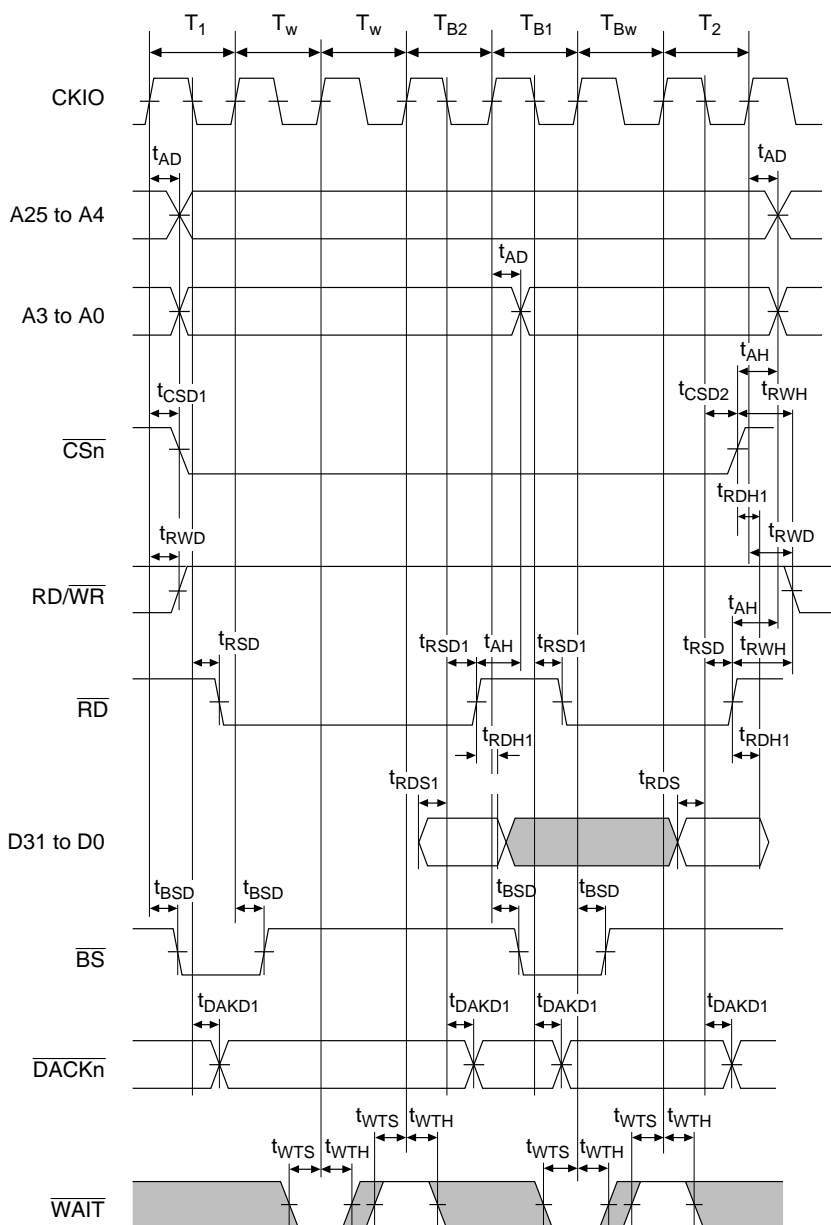 T1 Tw Tw TB2 TB1 TBw T2
CKIO
tAD tAD
A25 to A4
tAD
A3 to A0
tAH
tCSD1 tCSD2 tRWH
CSn
tRDH1
tRWD tRWD
RD/WR
tAH
tRSD tRSD1 tAH tRSD1 tRSD tRWH
RD
tRDH1 tRDH1
tRDS1 tRDS
D31 to D0
tBSD tBSD tBSD tBSD
BS
tDAKD1 tDAKD1 tDAKD1 tDAKD1
DACKn
tWTS tWTH tWTS tWTH
tWTS tWTH tWTS tWTH
WAIT